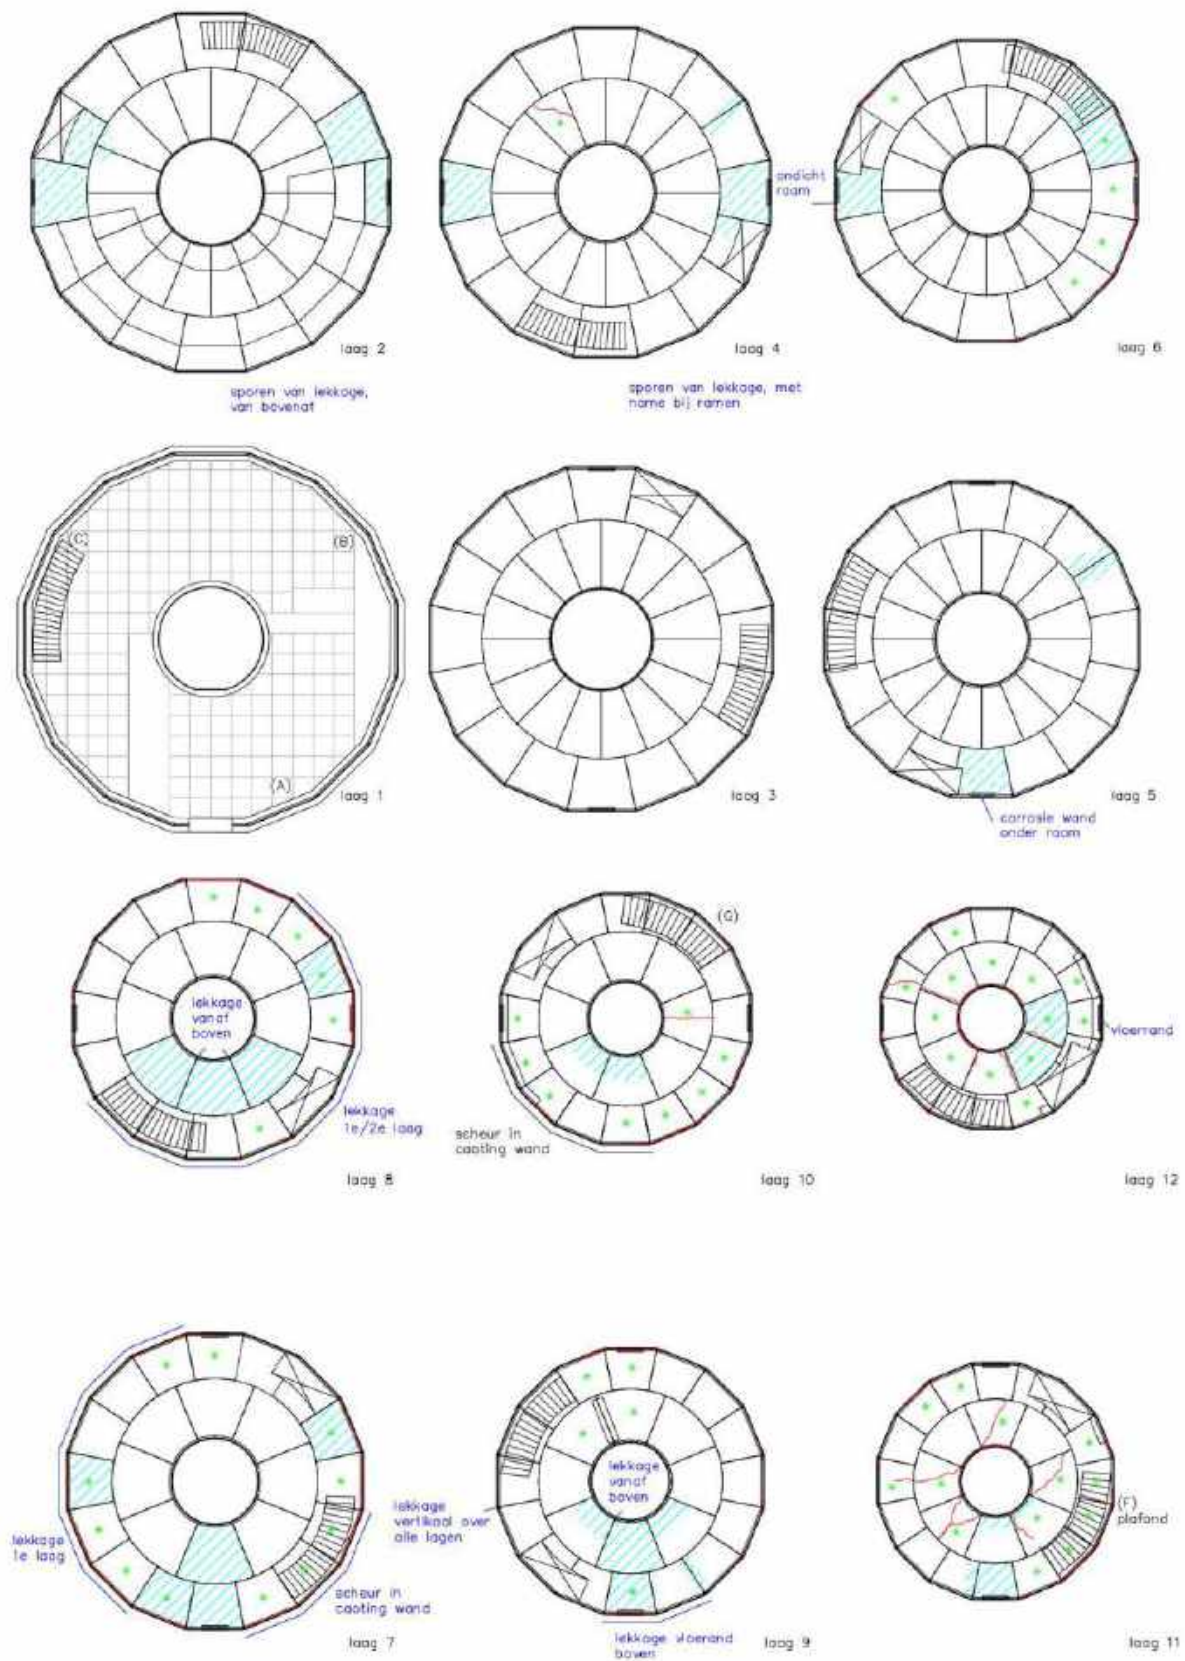 laag 2
sporen van lekkage,
van bovenaf
laag 4
sporen van lekkage, met
name bij ramen
ondicht
raam
laag 6
(C)
(B)
(A)
laag 1
laag 3
laag 5
corrosie wand
onder raam
lekkage
vanaf
boven
lekkage
1e/2e laag
laag 8
(G)
scheur in
caoting wand
laag 10
vloerrand
laag 12
lekkage
1e laag
scheur in
caoting wand
laag 7
lekkage
vanaf
boven
lekkage
vertikaal over
alle lagen
lekkage vloerand
boven
laag 9
(F)
plafond
laag 11